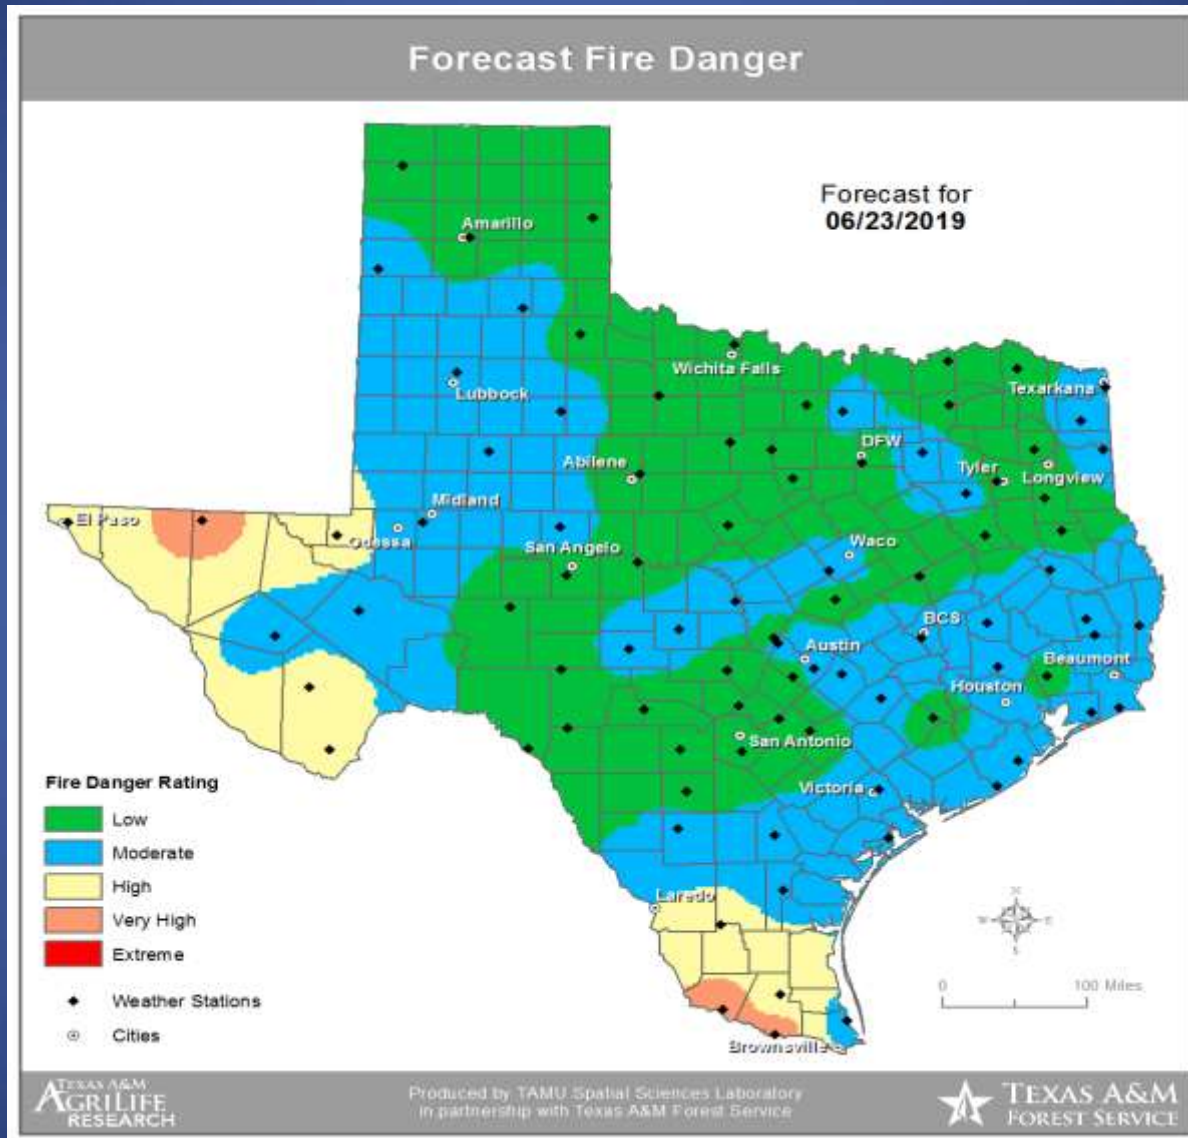 Forecast Fire Danger
Forecast for
06/23/2019
Amarillo
Wichita Falls
Lubbock
Texarkana
DFW
Abilene
Tyler
Longview
Midland
El Paso
Odessa
San Angelo
Waco
BCS
Austin
Beaumont
Houston
San Antonio
Victoria
Laredo
Brownsville
Fire Danger Rating
Low
Moderate
High
Very High
Extreme
Weather Stations
Cities
N
W E
S
0 100 Miles
TEXAS A&M
AGRILIFE
RESEARCH
Produced by TAMU Spatial Sciences Laboratory
in partnership with Texas A&M Forest Service
TEXAS A&M
FOREST SERVICE